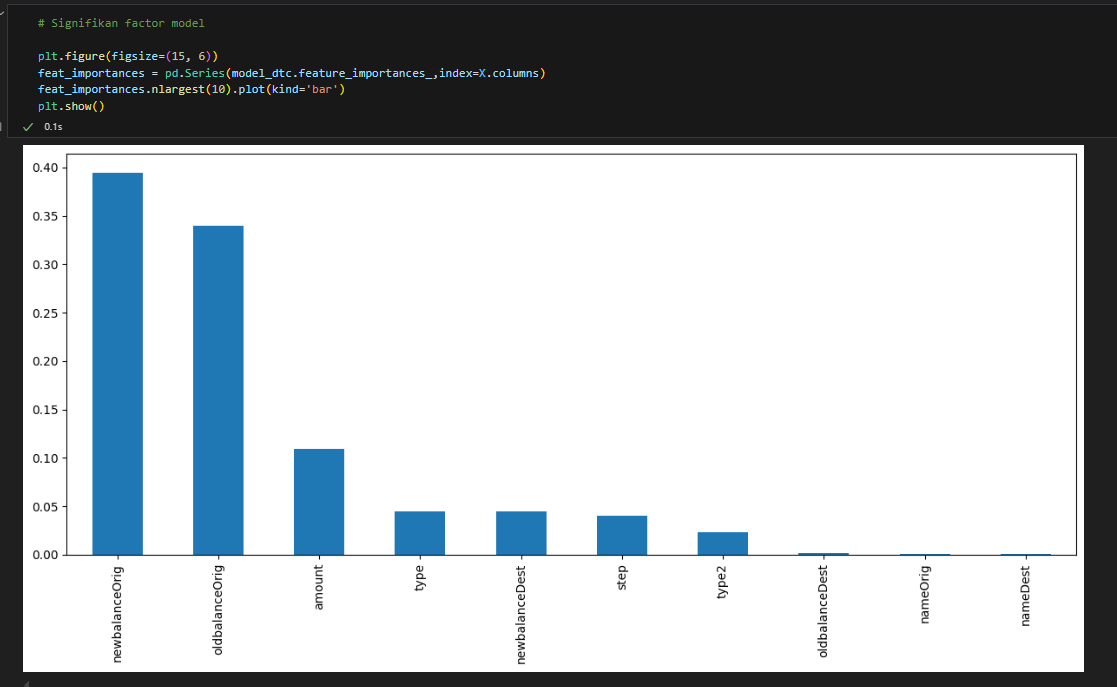 # Signifikan factor model
plt.figure(figsize=(15, 6))
feat_importances = pd.Series(model_dtc.feature_importances_,index=X.columns)
feat_importances.nlargest(10).plot(kind='bar')
plt.show()
0.1s
0.40
0.35
0.30
0.25
0.20
0.15
0.10
0.05
0.00
newbalanceOrig
oldbalanceOrig
amount
type
newbalanceDest
step
type2
oldbalanceDest
nameOrig
nameDest